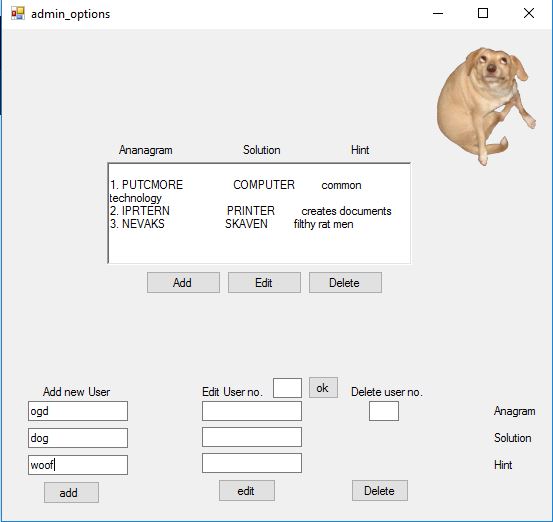 admin_options
Ananagram Solution Hint
1. PUTCMORE COMPUTER common
technology
2. IPRTERN PRINTER creates documents
3. NEVAKS SKAVEN filthy rat men
Add Edit Delete
Add new User Edit User no. ok Delete user no.
ogd Anagram
dog Solution
woof Hint
add edit Delete